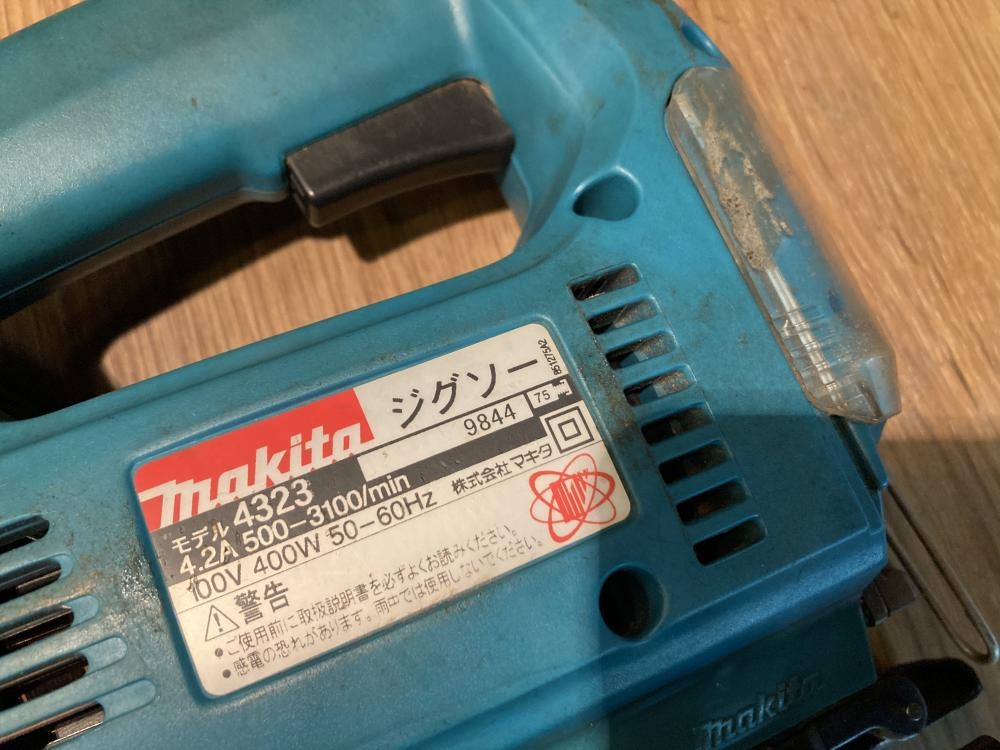 makita
ジグソー
851275A2
モデル 4323
9844
75
4.2A 500-3100/min
100V 400W 50-60Hz
株式会社 マキタ
警告
• ご使用前に取扱説明書を必ずよくお読みください。
• 感電の恐れがあります。雨中では使用しないでください。
makita